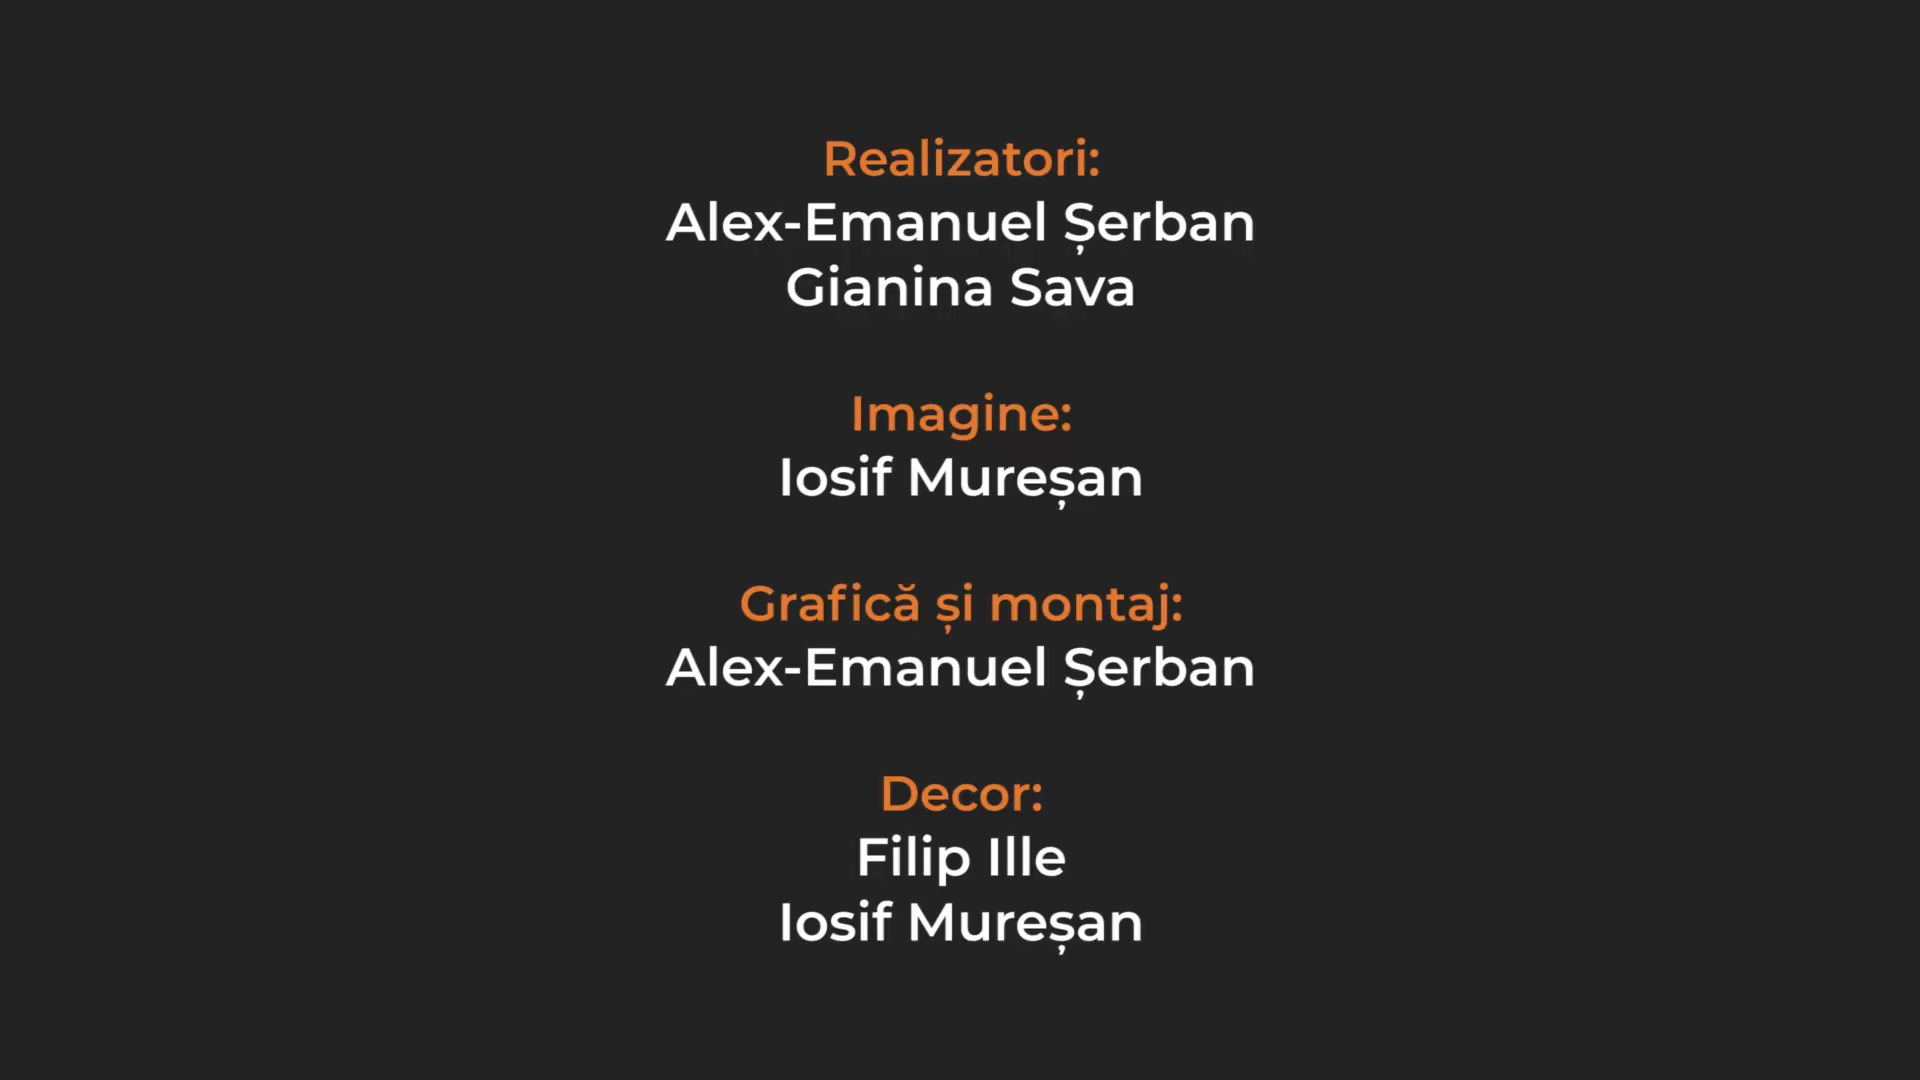 Realizatori:
Alex-Emanuel Șerban
Gianina Sava
Imagine:
Iosif Mureșan
Grafică și montaj:
Alex-Emanuel Șerban
Decor:
Filip Ille
Iosif Mureșan